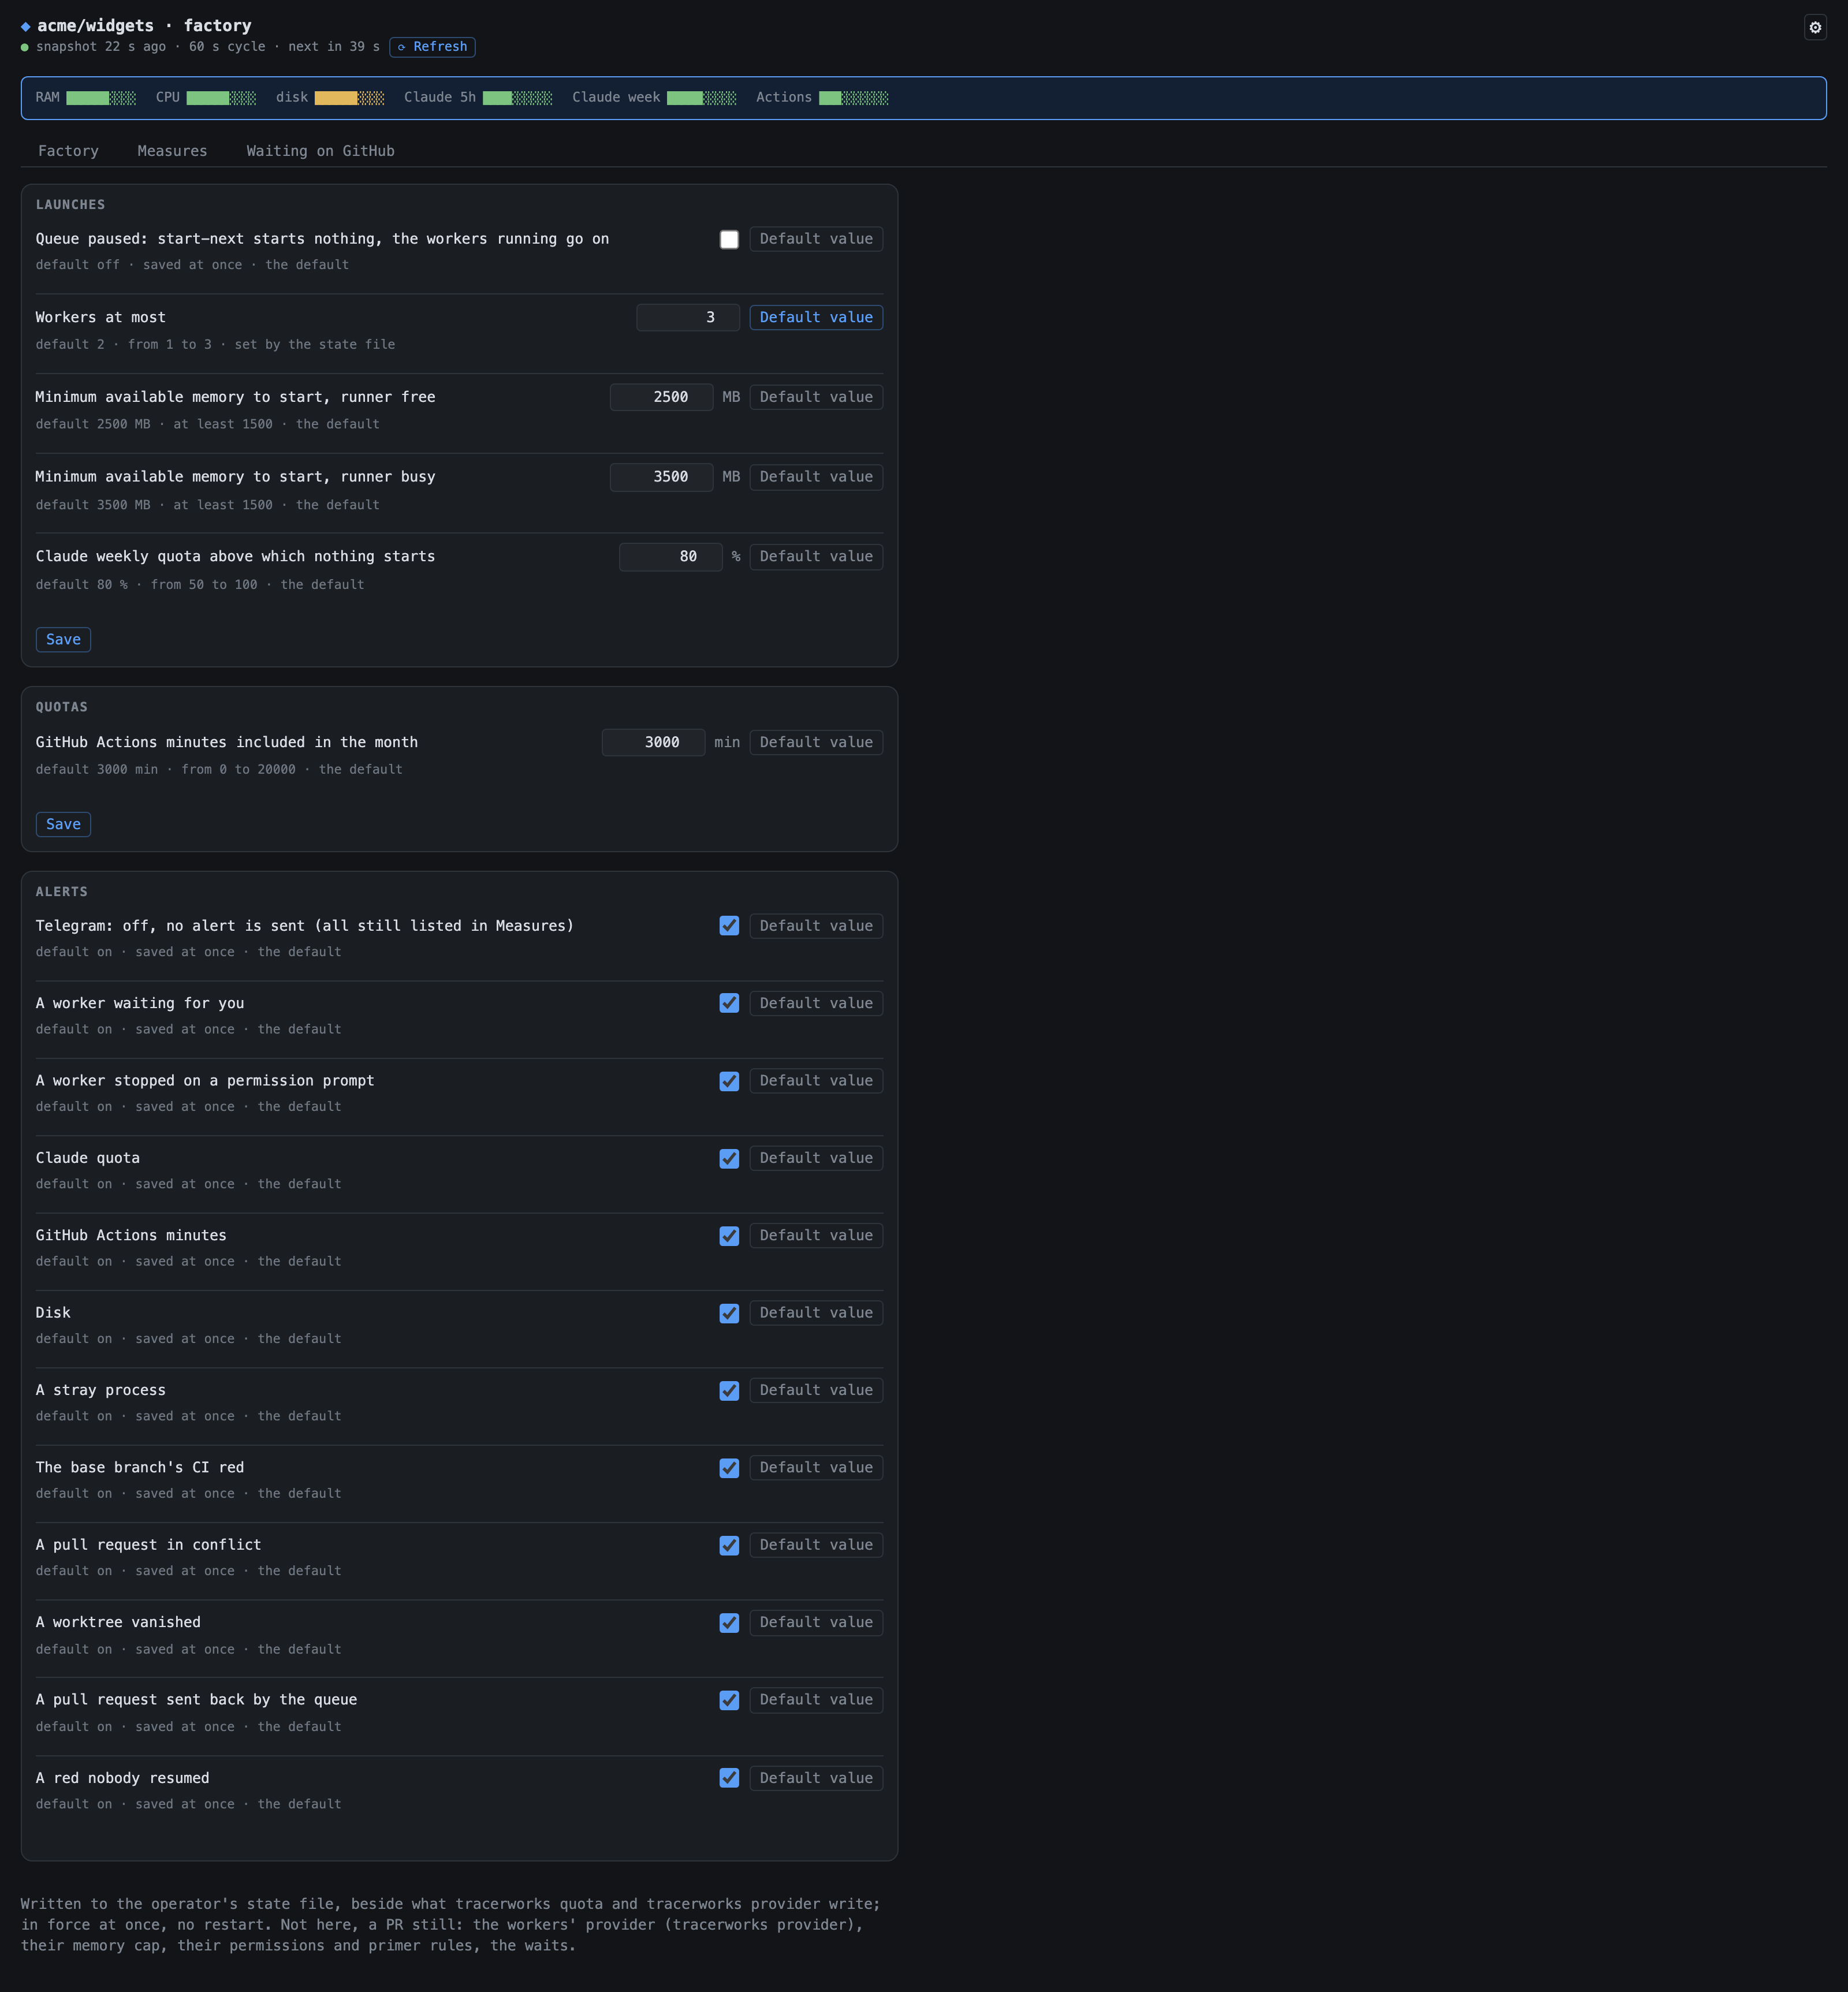 ◆ acme/widgets · factory
⚙
● snapshot 22 s ago · 60 s cycle · next in 39 s ⟳ Refresh
RAM CPU disk Claude 5h Claude week Actions
Factory Measures Waiting on GitHub
LAUNCHES
Queue paused: start-next starts nothing, the workers running go on Default value
default off · saved at once · the default
Workers at most 3 Default value
default 2 · from 1 to 3 · set by the state file
Minimum available memory to start, runner free 2500 MB Default value
default 2500 MB · at least 1500 · the default
Minimum available memory to start, runner busy 3500 MB Default value
default 3500 MB · at least 1500 · the default
Claude weekly quota above which nothing starts 80 % Default value
default 80 % · from 50 to 100 · the default
Save
QUOTAS
GitHub Actions minutes included in the month 3000 min Default value
default 3000 min · from 0 to 20000 · the default
Save
ALERTS
Telegram: off, no alert is sent (all still listed in Measures) Default value
default on · saved at once · the default
A worker waiting for you Default value
default on · saved at once · the default
A worker stopped on a permission prompt Default value
default on · saved at once · the default
Claude quota Default value
default on · saved at once · the default
GitHub Actions minutes Default value
default on · saved at once · the default
Disk Default value
default on · saved at once · the default
A stray process Default value
default on · saved at once · the default
The base branch's CI red Default value
default on · saved at once · the default
A pull request in conflict Default value
default on · saved at once · the default
A worktree vanished Default value
default on · saved at once · the default
A pull request sent back by the queue Default value
default on · saved at once · the default
A red nobody resumed Default value
default on · saved at once · the default
Written to the operator's state file, beside what tracerworks quota and tracerworks provider write;
in force at once, no restart. Not here, a PR still: the workers' provider (tracerworks provider),
their memory cap, their permissions and primer rules, the waits.